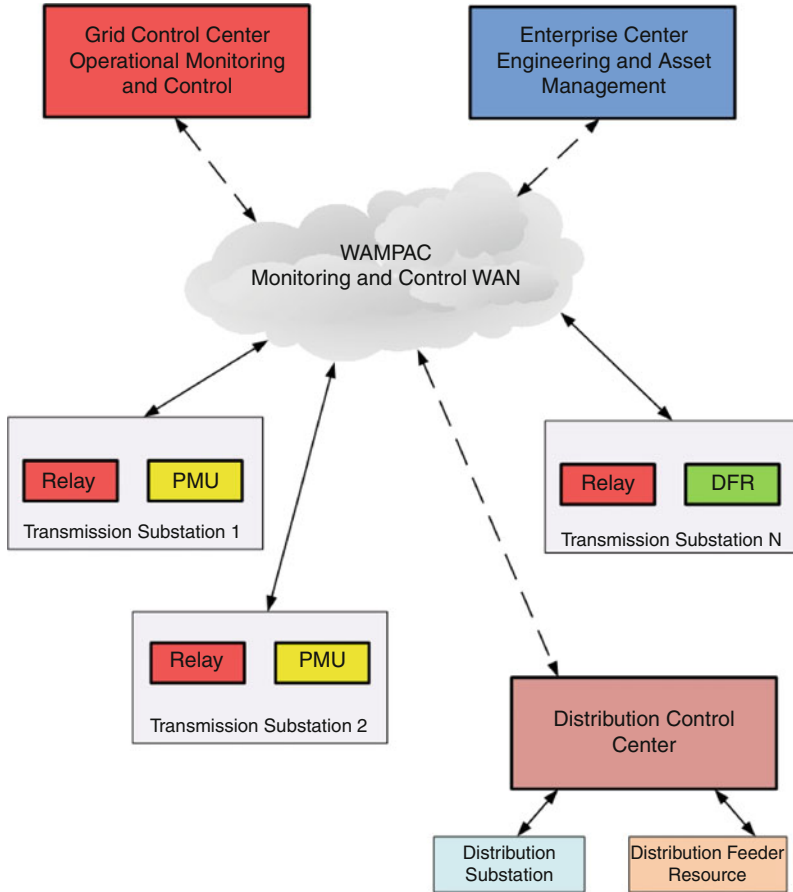 Grid Control Center
Operational Monitoring
and Control
Enterprise Center
Engineering and Asset
Management
WAMPAC
Monitoring and Control WAN
Relay
PMU
Transmission Substation 1
Relay
DFR
Transmission Substation N
Relay
PMU
Transmission Substation 2
Distribution Control
Center
Distribution
Substation
Distribution Feeder
Resource